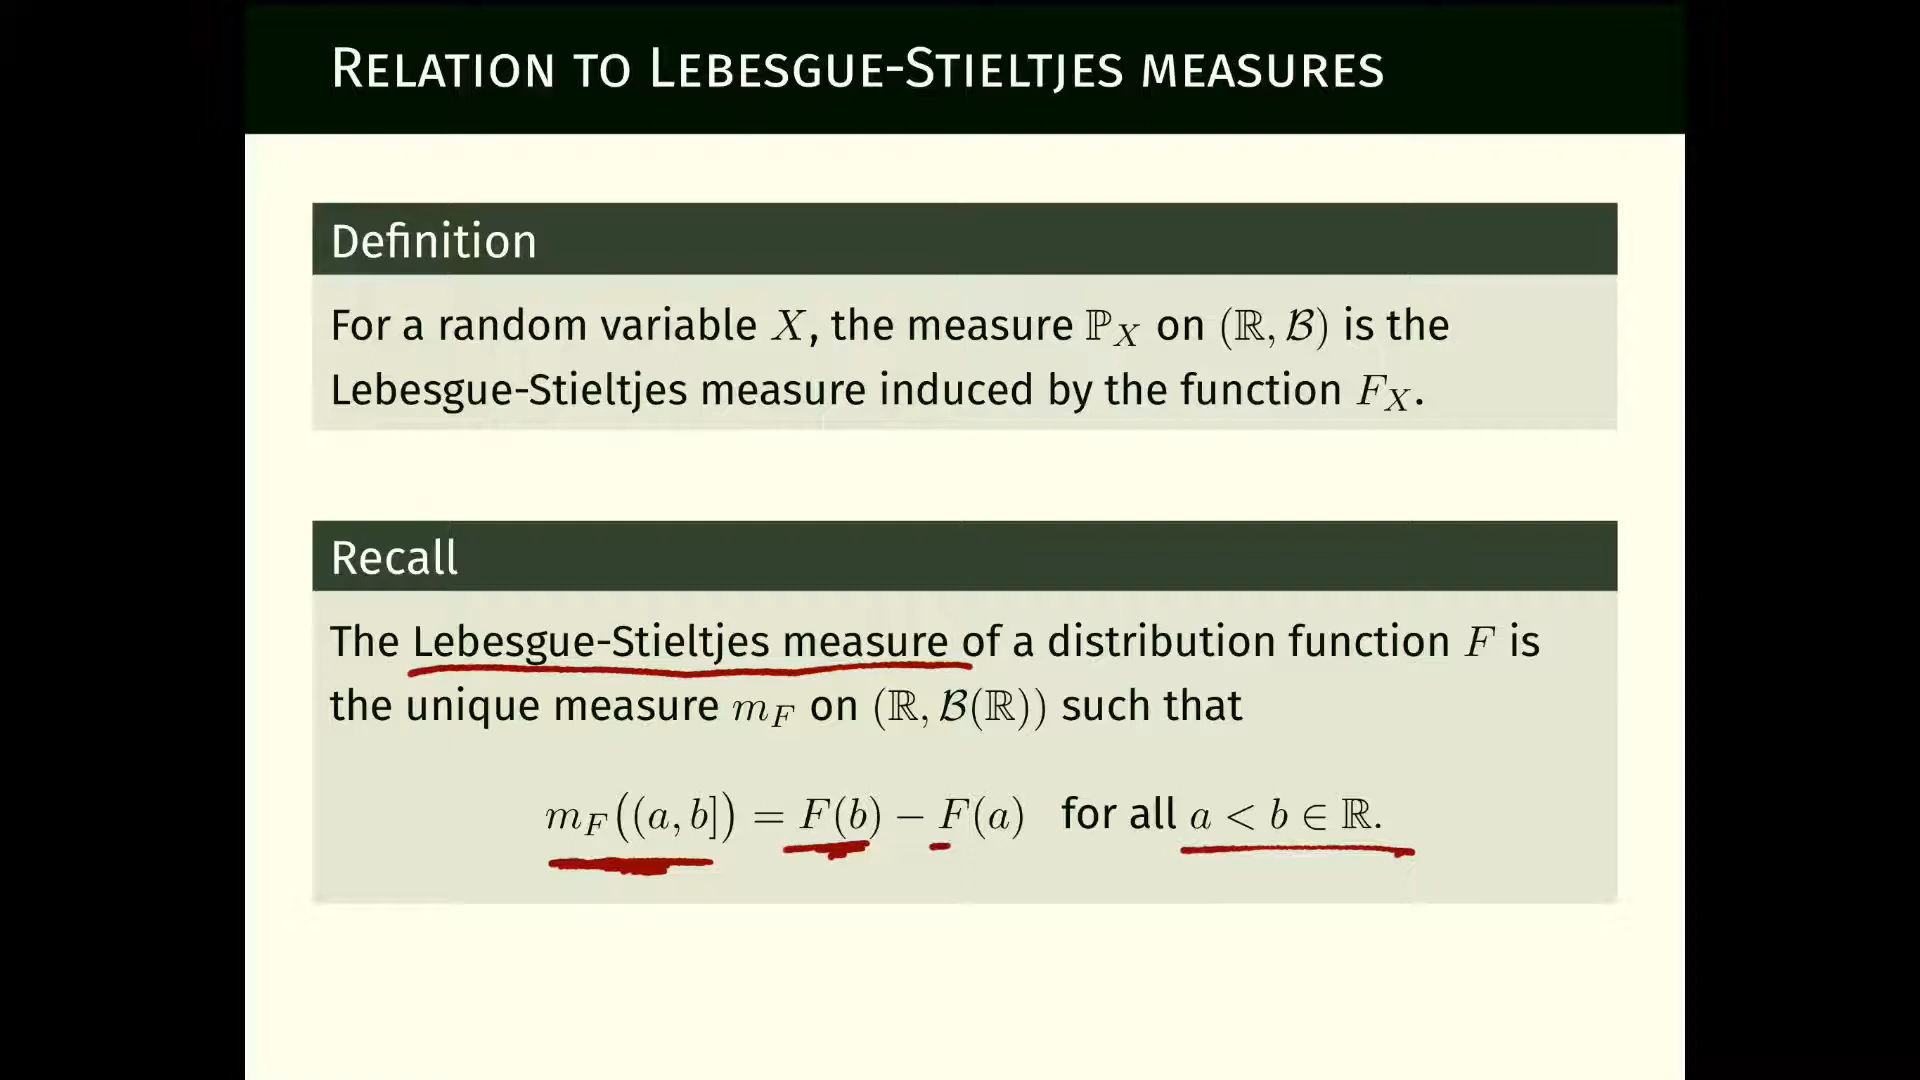 RELATION TO LEBESGUE-STIELTJES MEASURES
Definition
For a random variable X, the measure ℙ_X on (ℝ, ℬ) is the
Lebesgue-Stieltjes measure induced by the function F_X.
Recall
The Lebesgue-Stieltjes measure of a distribution function F is
the unique measure m_F on (ℝ, ℬ(ℝ)) such that
m_F((a, b]) = F(b) − F(a) for all a < b ∈ ℝ.